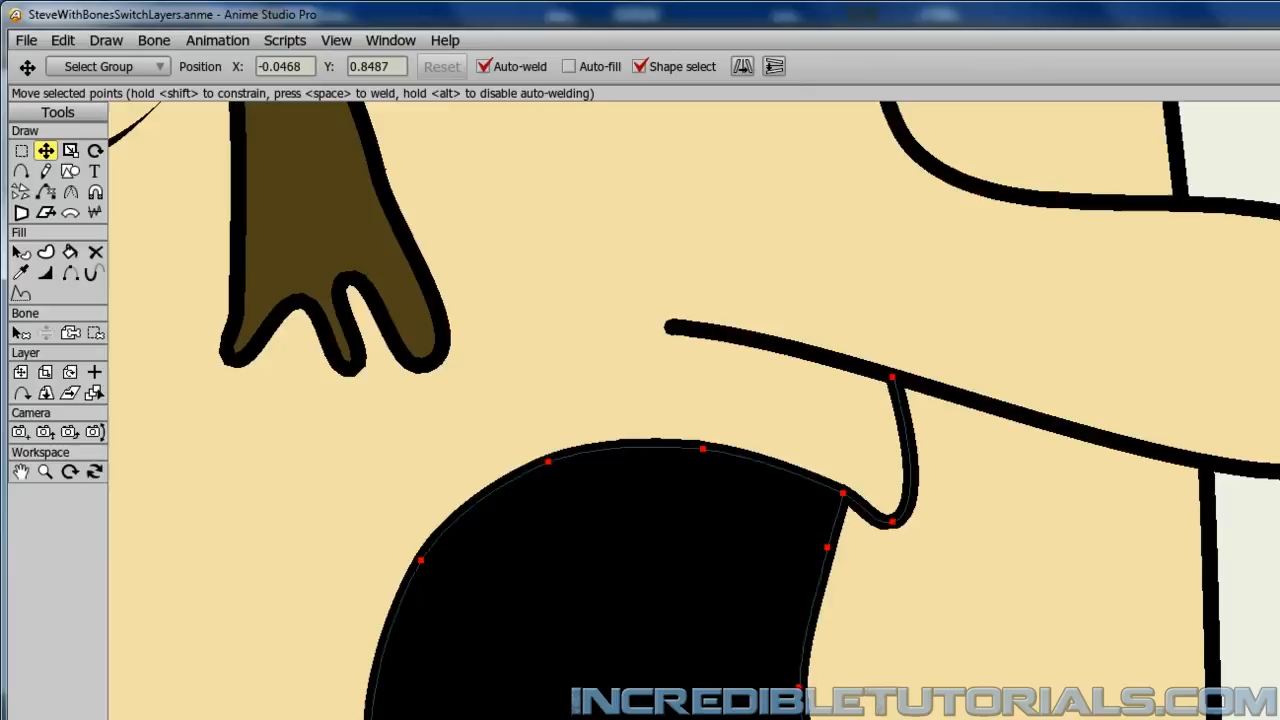 SteveWithBonesSwitchLayers.anme - Anime Studio Pro
File Edit Draw Bone Animation Scripts View Window Help
Select Group Position X: -0.0468 Y: 0.8487 Reset Auto-weld Auto-fill Shape select
Move selected points (hold <shift> to constrain, press <space> to weld, hold <alt> to disable auto-welding)
Tools
Draw
T
Fill
Bone
Layer
Camera
Workspace
INCREDIBLETUTORIALS.COM